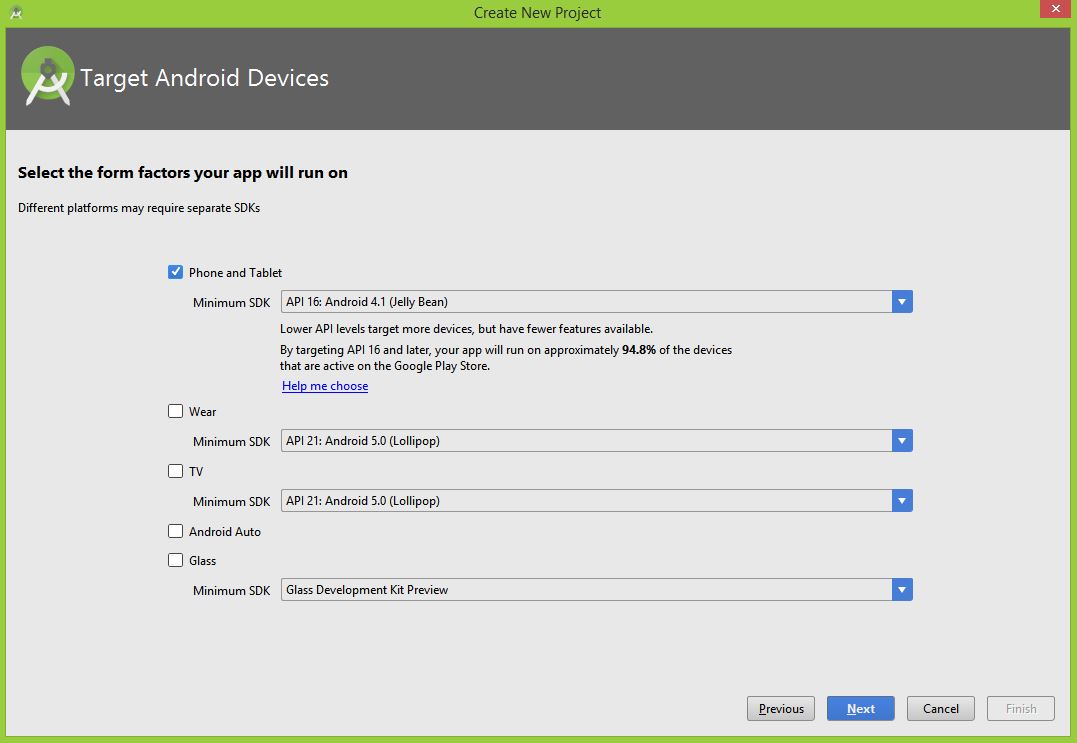 Create New Project
Target Android Devices
Select the form factors your app will run on
Different platforms may require separate SDKs
Phone and Tablet
Minimum SDK API 16: Android 4.1 (Jelly Bean)
Lower API levels target more devices, but have fewer features available.
By targeting API 16 and later, your app will run on approximately 94.8% of the devices
that are active on the Google Play Store.
Help me choose
Wear
Minimum SDK API 21: Android 5.0 (Lollipop)
TV
Minimum SDK API 21: Android 5.0 (Lollipop)
Android Auto
Glass
Minimum SDK Glass Development Kit Preview
Previous Next Cancel Finish